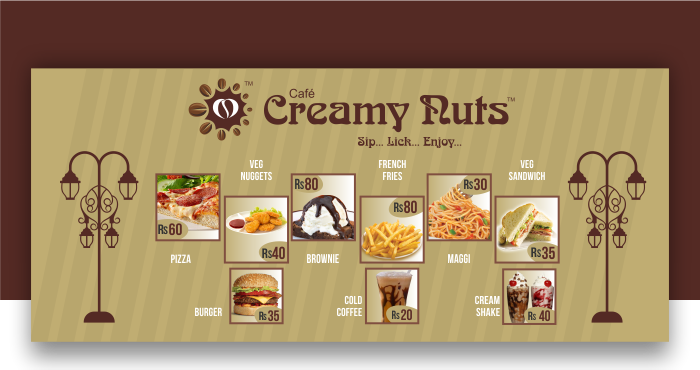 TM
Café
Creamy Nuts TM
Sip... Lick... Enjoy...
VEG
NUGGETS
FRENCH
FRIES
VEG
SANDWICH
Rs80
Rs30
Rs60
Rs80
Rs40
Rs35
PIZZA
BROWNIE
MAGGI
COLD
COFFEE
CREAM
SHAKE
BURGER
Rs35
Rs20
Rs 40